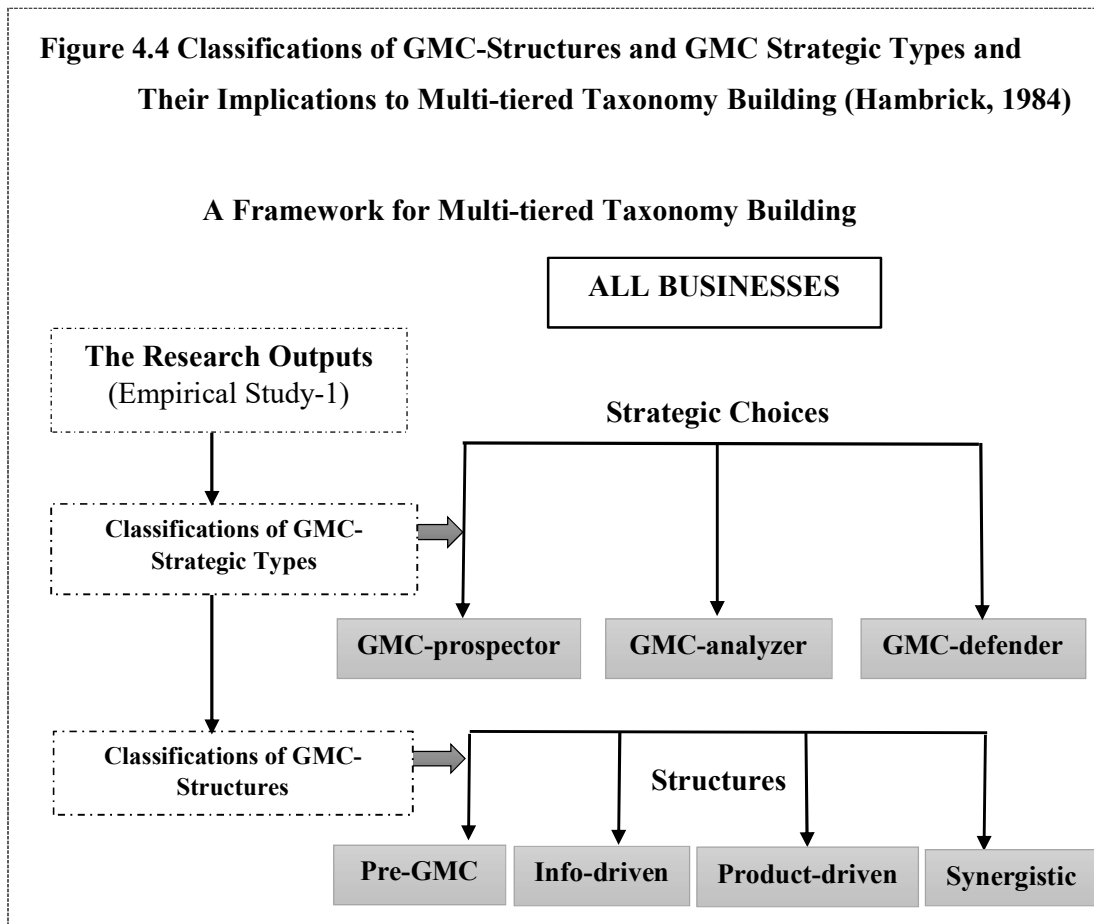 Figure 4.4 Classifications of GMC-Structures and GMC Strategic Types and
Their Implications to Multi-tiered Taxonomy Building (Hambrick, 1984)
A Framework for Multi-tiered Taxonomy Building
ALL BUSINESSES
The Research Outputs
(Empirical Study-1)
Strategic Choices
Classifications of GMC-
Strategic Types
GMC-prospector
GMC-analyzer
GMC-defender
Classifications of GMC-
Structures
Structures
Pre-GMC
Info-driven
Product-driven
Synergistic